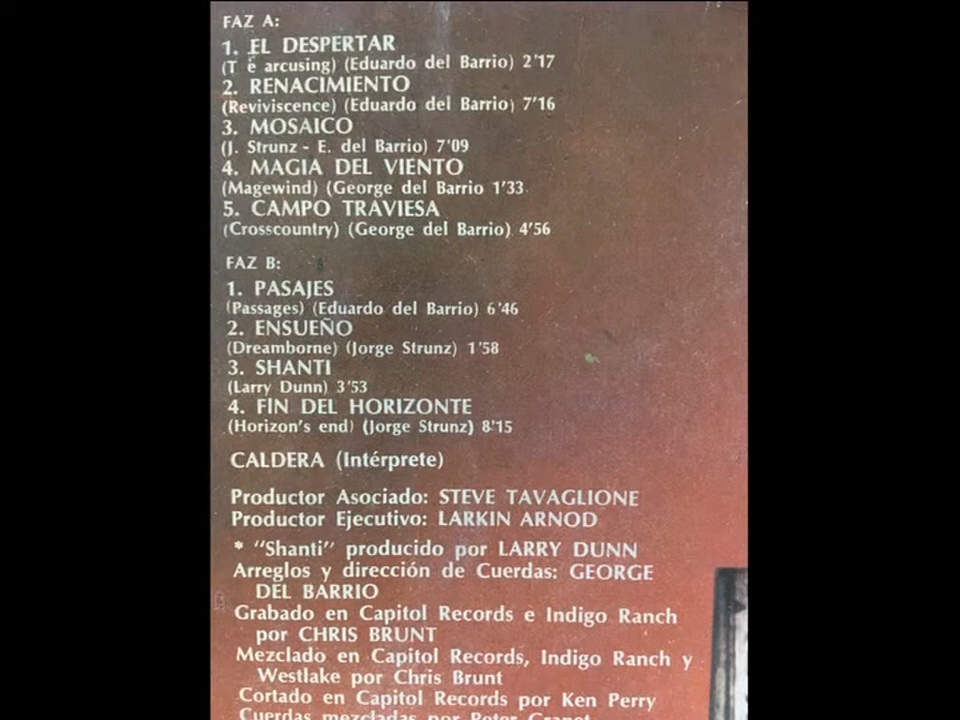 FAZ A:
1. EL DESPERTAR
(T e arcusing) (Eduardo del Barrio) 2'17
2. RENACIMIENTO
(Reviviscence) (Eduardo del Barrio) 7'16
3. MOSAICO
(J. Strunz - E. del Barrio) 7'09
4. MAGIA DEL VIENTO
(Magewind) (George del Barrio 1'33
5. CAMPO TRAVIESA
(Crosscountry) (George del Barrio) 4'56
FAZ B:
1. PASAJES
(Passages) (Eduardo del Barrio) 6'46
2. ENSUEÑO
(Dreamborne) (Jorge Strunz) 1'58
3. SHANTI
(Larry Dunn) 3'53
4. FIN DEL HORIZONTE
(Horizon's end) (Jorge Strunz) 8'15
CALDERA (Intérprete)
Productor Asociado: STEVE TAVAGLIONE
Productor Ejecutivo: LARKIN ARNOD
* "Shanti" producido por LARRY DUNN
Arreglos y dirección de Cuerdas: GEORGE
DEL BARRIO
Grabado en Capitol Records e Indigo Ranch
por CHRIS BRUNT
Mezclado en Capitol Records, Indigo Ranch y
Westlake por Chris Brunt
Cortado en Capitol Records por Ken Perry
Cuerdas mezcladas por Peter Granet